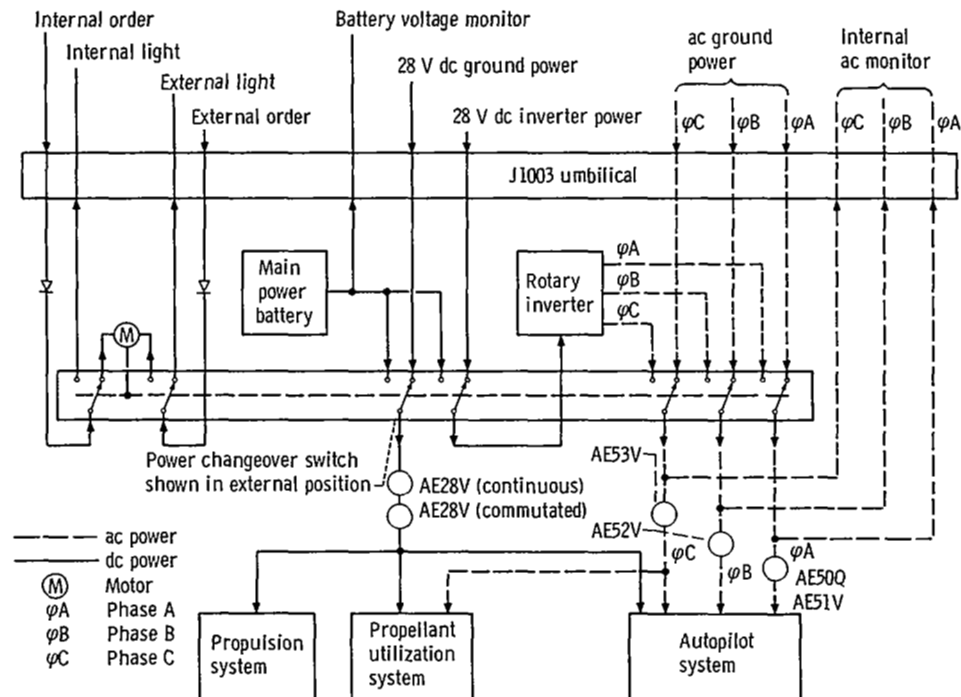 Internal order
Internal light
External light
External order
Battery voltage monitor
28 V dc ground power
28 V dc inverter power
ac ground
power
Internal
ac monitor
φC
φB
φA
φC
φB
φA
J1003 umbilical
Main
power
battery
Rotary
inverter
φA
φB
φC
M
Power changeover switch
shown in external position
AE28V (continuous)
AE28V (commutated)
AE53V
AE52V
φC
φB
φA
AE50Q
AE51V
ac power
dc power
M Motor
φA Phase A
φB Phase B
φC Phase C
Propulsion
system
Propellant
utilization
system
Autopilot
system